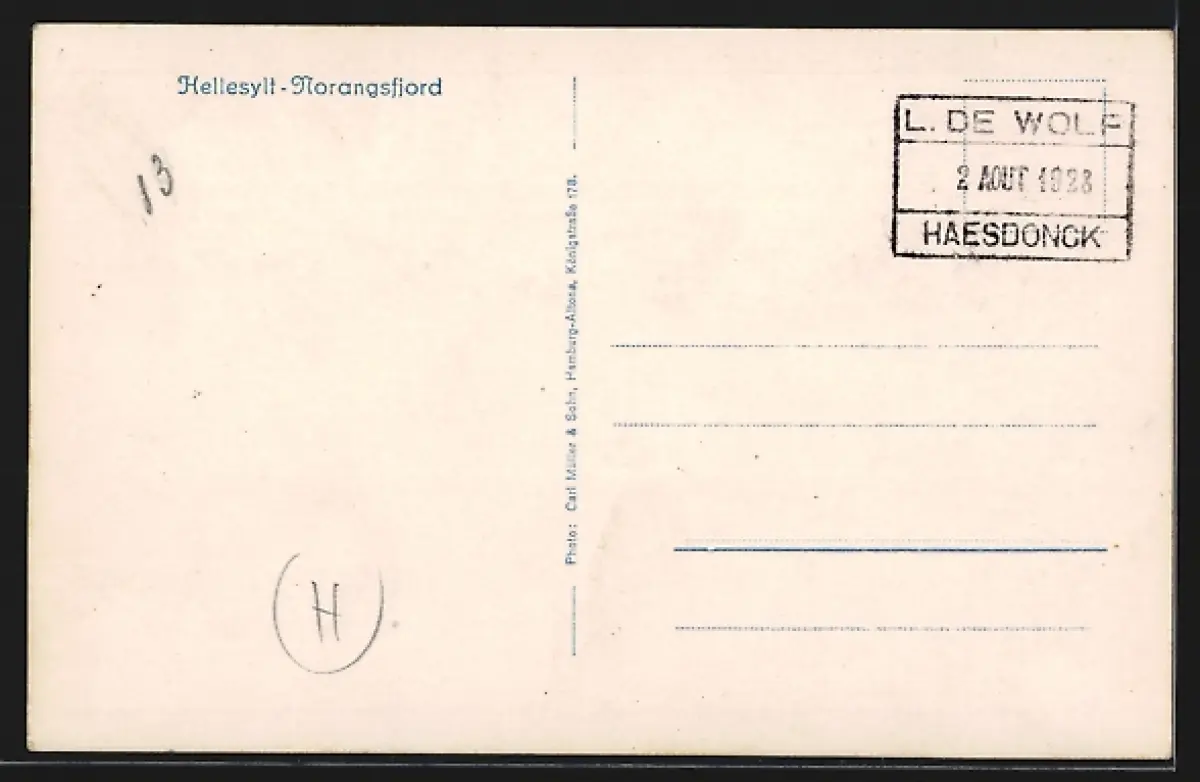 Hellesylt - Norangsfjord
13
L. DE WOLF
2 AOUT 1928
HAESDONCK
Photo: Carl Müller & Sohn, Hamburg-Altona, Königstraße 178.
H